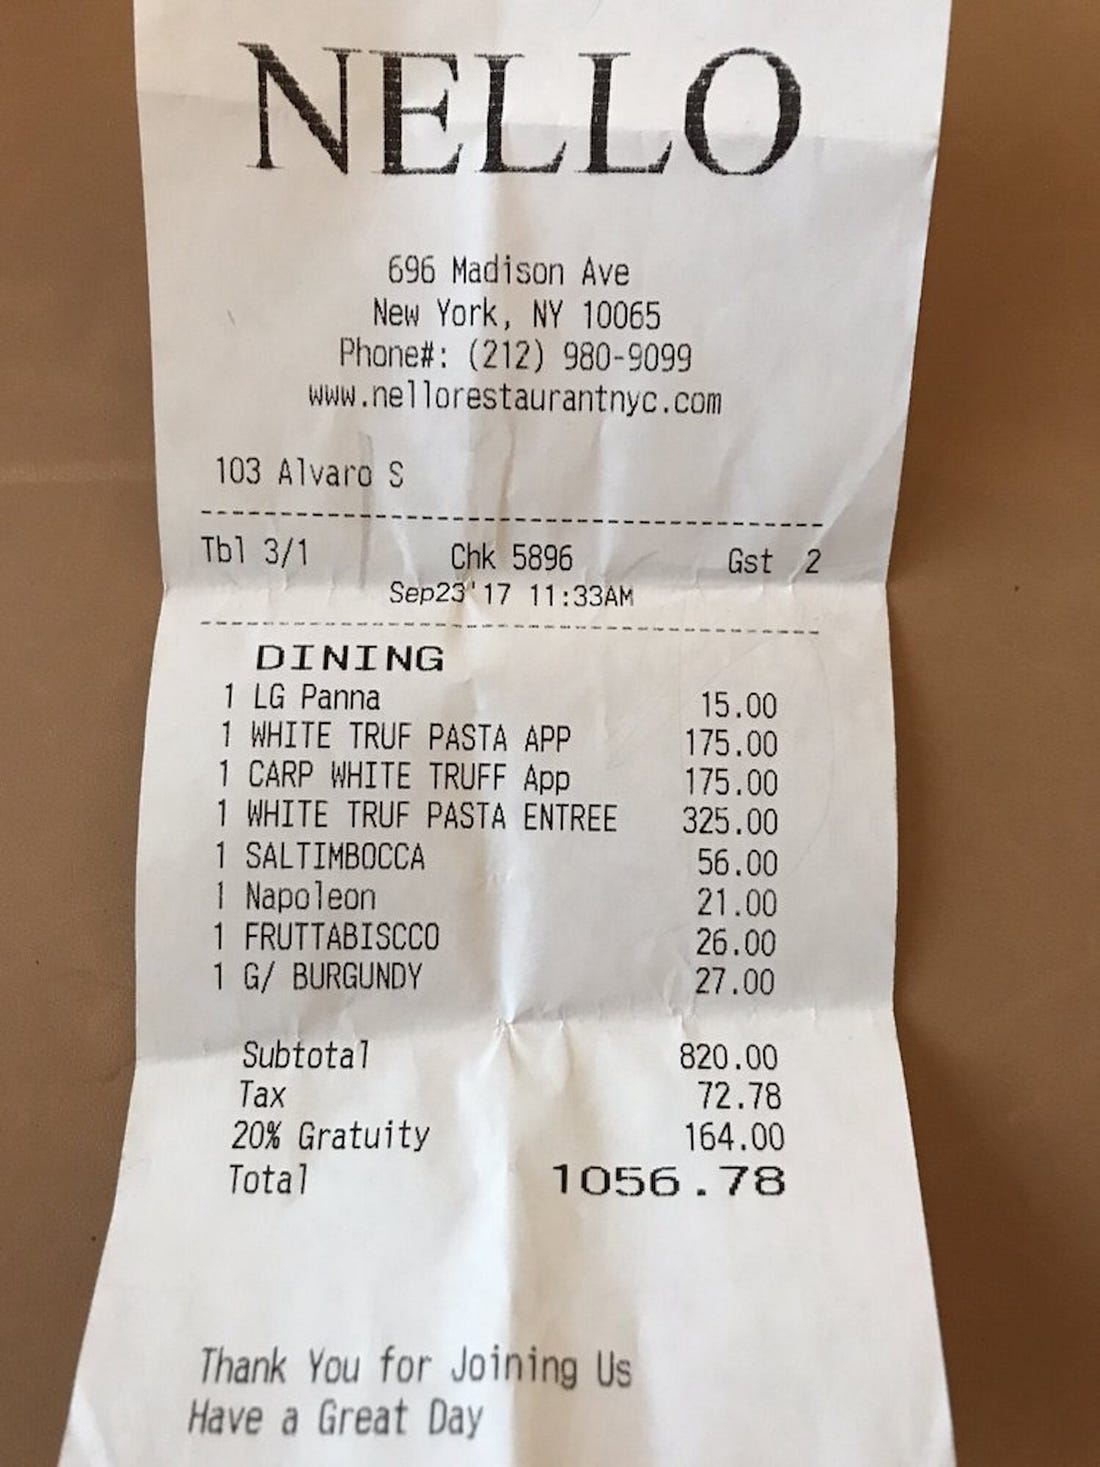 NELLO
696 Madison Ave
New York, NY 10065
Phone#: (212) 980-9099
www.nellorestaurantnyc.com
103 Alvaro S
Tbl 3/1 Chk 5896 Gst 2
Sep23'17 11:33AM
DINING
1 LG Panna 15.00
1 WHITE TRUF PASTA APP 175.00
1 CARP WHITE TRUFF App 175.00
1 WHITE TRUF PASTA ENTREE 325.00
1 SALTIMBOCCA 56.00
1 Napoleon 21.00
1 FRUTTABISCCO 26.00
1 G/ BURGUNDY 27.00
Subtotal 820.00
Tax 72.78
20% Gratuity 164.00
Total 1056.78
Thank You for Joining Us
Have a Great Day